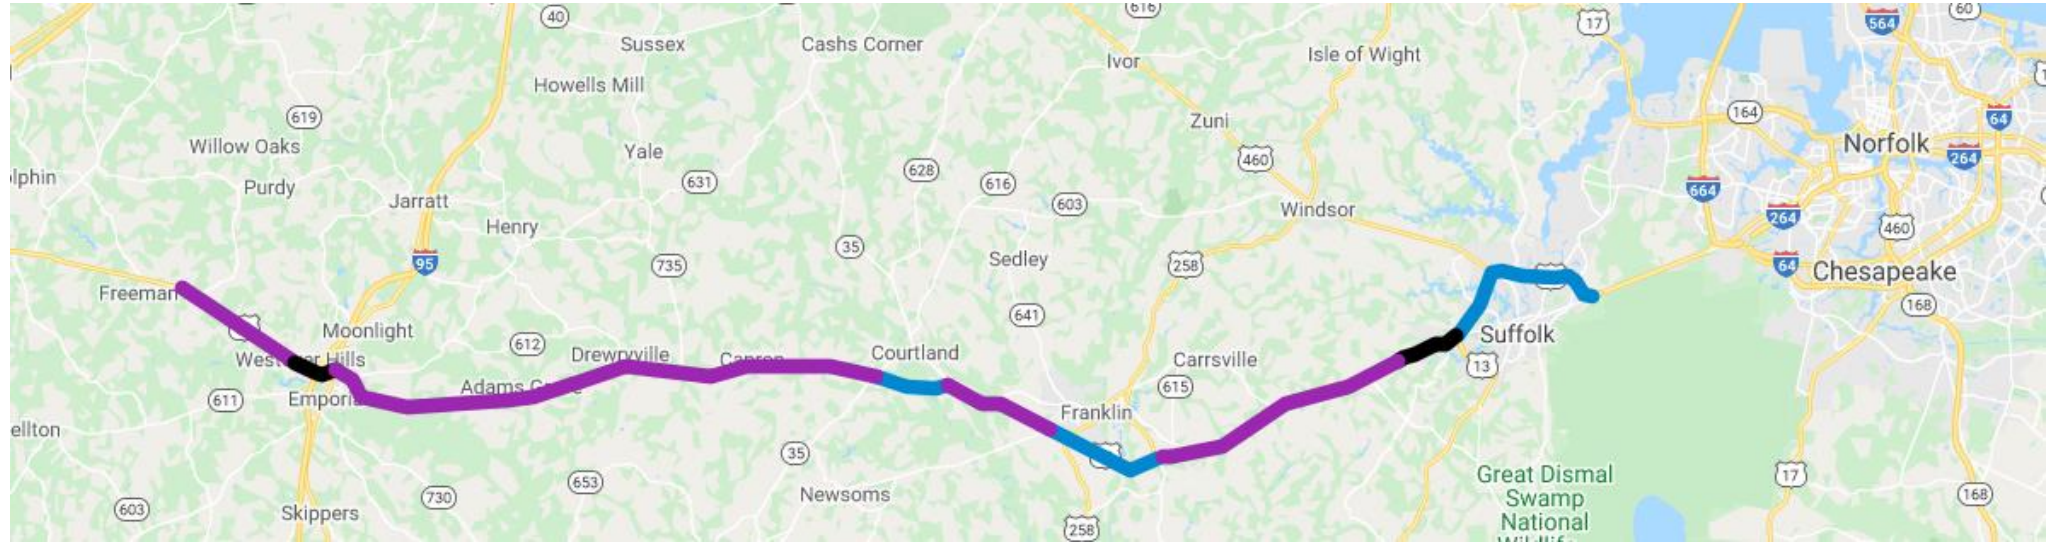 616
40
17
60
564
Sussex
Cashs Corner
Ivor
Isle of Wight
Howells Mill
619
Zuni
164
64
Willow Oaks
Yale
460
Norfolk
264
lphin
Purdy
631
628
616
664
Jarratt
603
Windsor
264
Henry
35
460
95
735
Sedley
258
64
Chesapeake
Freeman
168
Moonlight
641
612
Drewryville
Courtland
Carrsville
Suffolk
13
611
Emporia
615
Franklin
ellton
35
653
Newsoms
Great Dismal
Swamp
National
17
168
603
Skippers
730
258